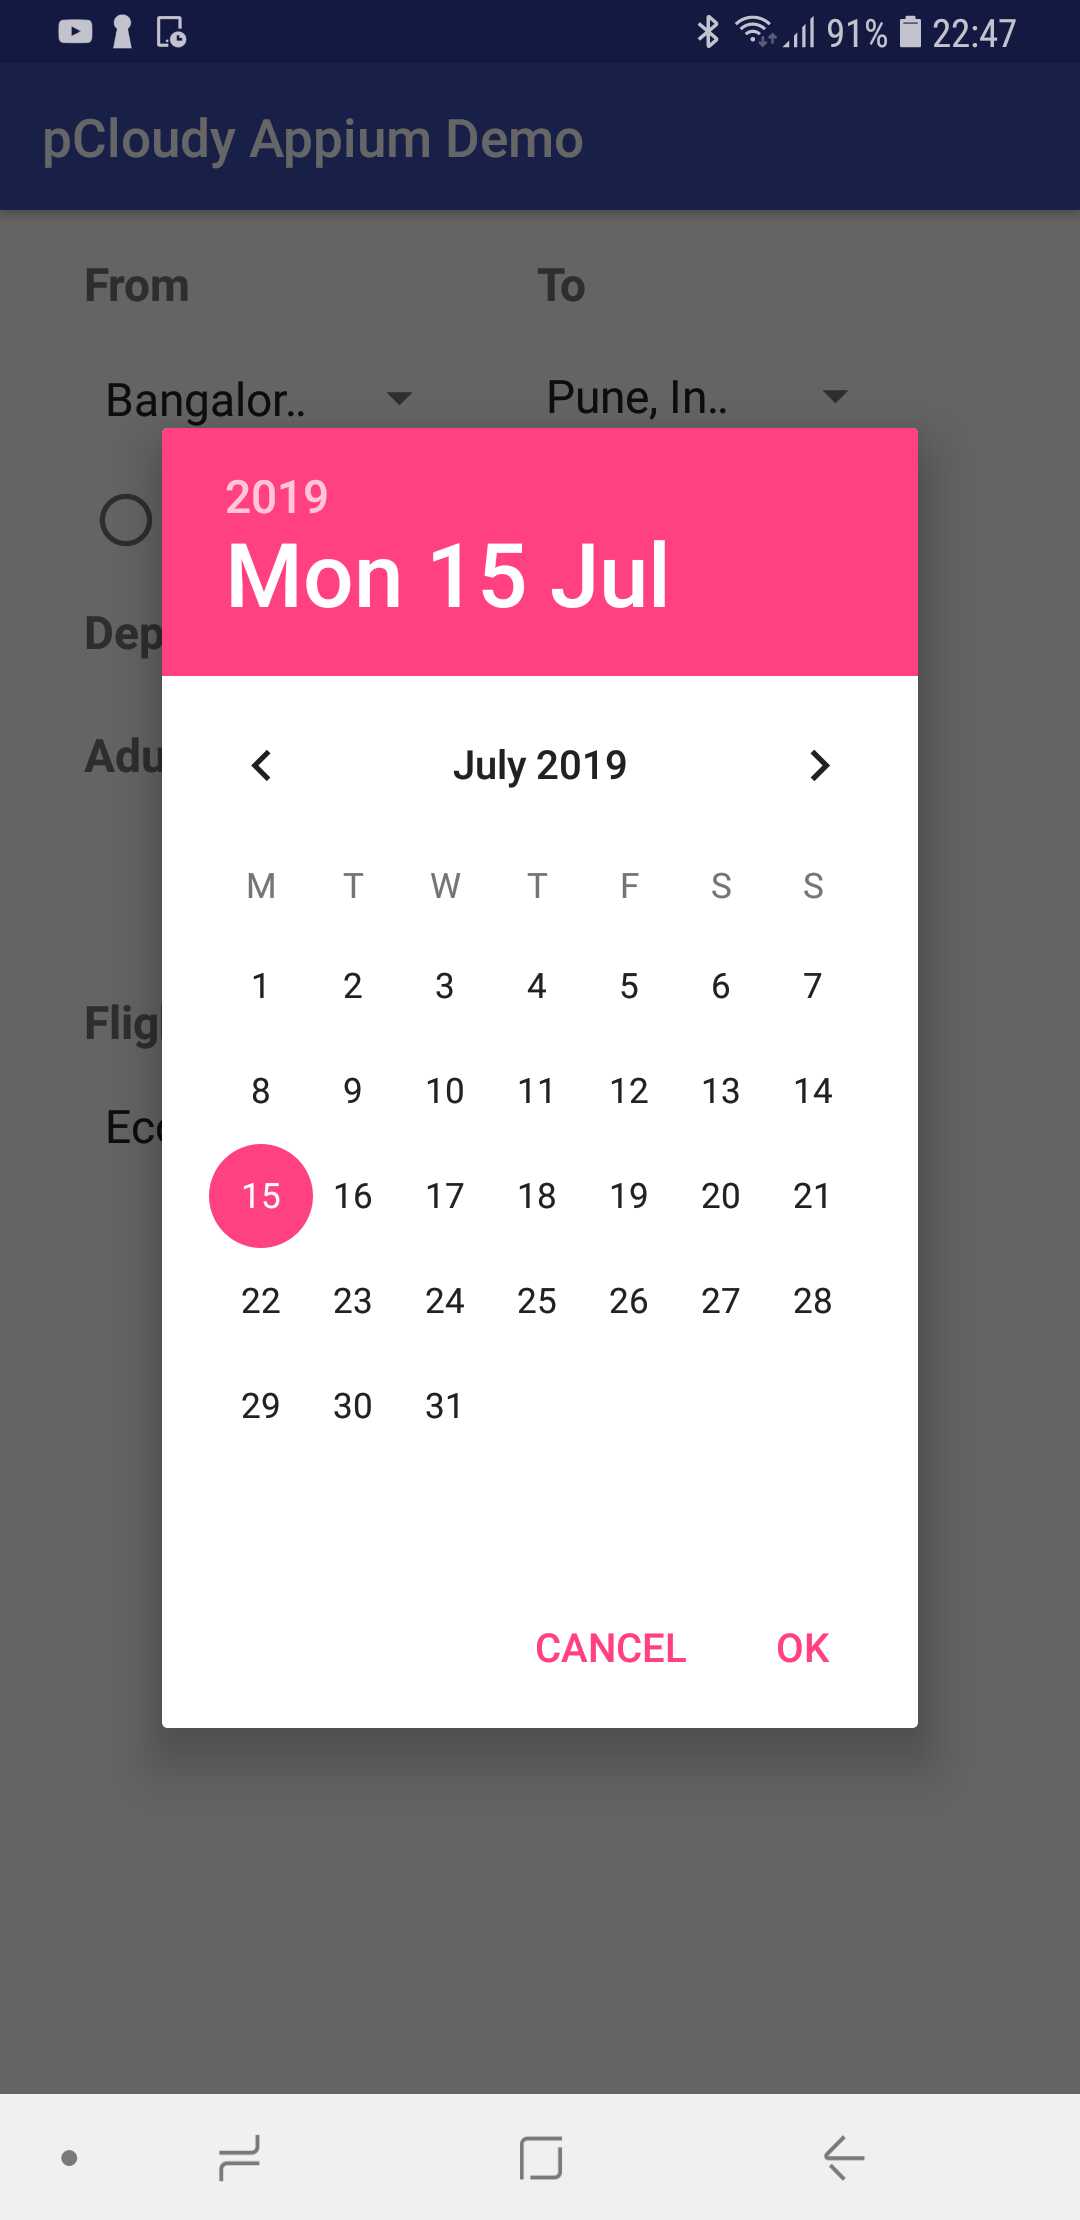 91% 22:47
pCloudy Appium Demo
From To
Bangalor.. Pune, In..
2019
Mon 15 Jul
Dep
Adu
July 2019
M T W T F S S
1 2 3 4 5 6 7
Flig
8 9 10 11 12 13 14
Ec
15 16 17 18 19 20 21
22 23 24 25 26 27 28
29 30 31
CANCEL OK